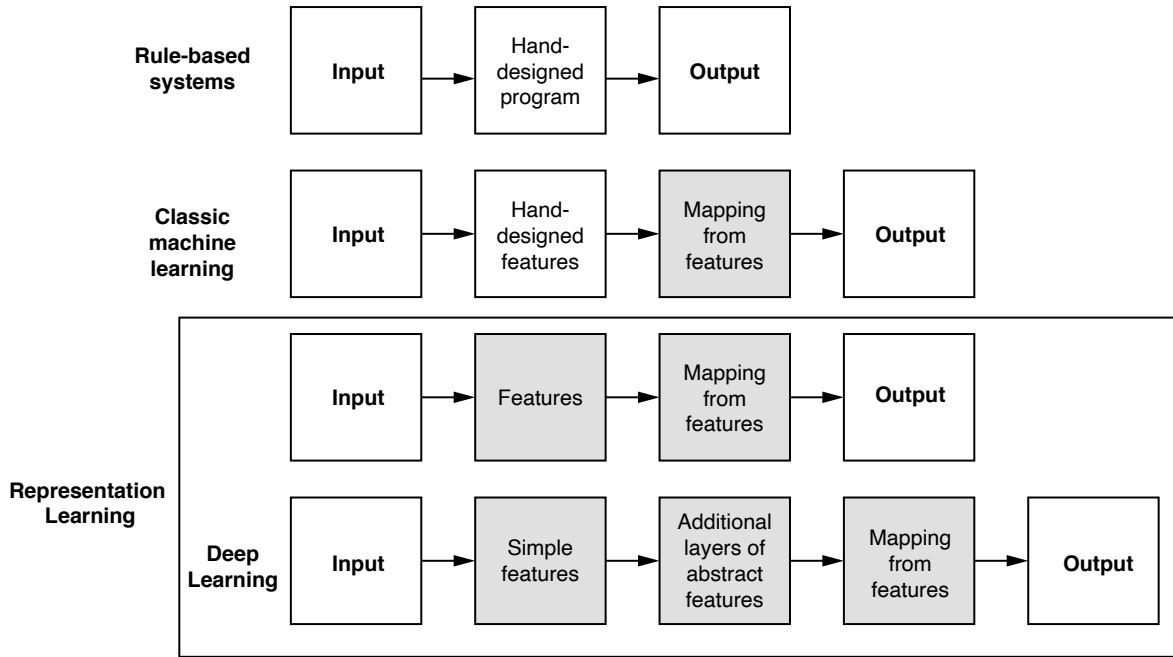 Rule-based
systems
Input
Hand-
designed
program
Output
Classic
machine
learning
Input
Hand-
designed
features
Mapping
from
features
Output
Representation
Learning
Input
Features
Mapping
from
features
Output
Deep
Learning
Input
Simple
features
Additional
layers of
abstract
features
Mapping
from
features
Output